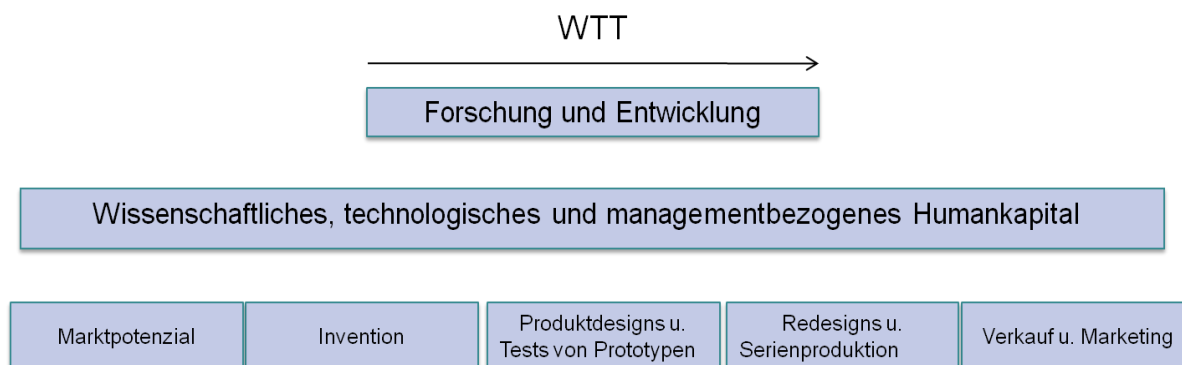 WTT
Forschung und Entwicklung
Wissenschaftliches, technologisches und managementbezogenes Humankapital
Marktpotenzial
Invention
Produktdesigns u.
Tests von Prototypen
Redesigns u.
Serienproduktion
Verkauf u. Marketing